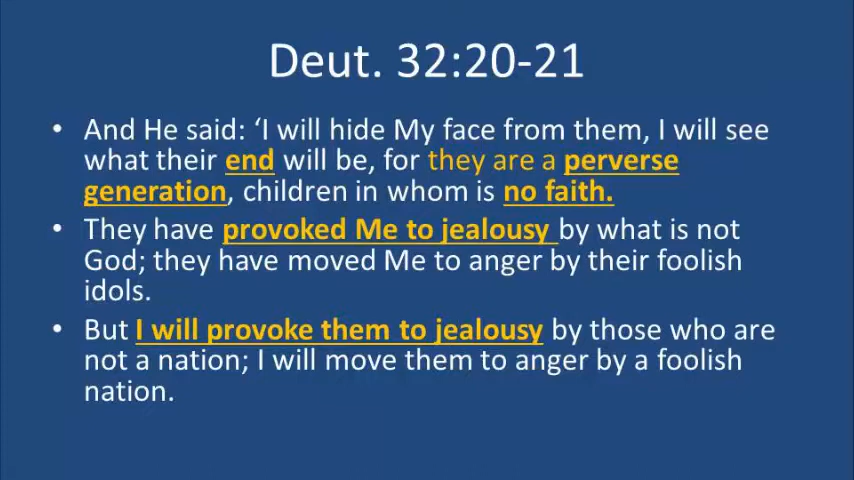 Deut. 32:20-21
• And He said: ‘I will hide My face from them, I will see
what their end will be, for they are a perverse
generation, children in whom is no faith.
• They have provoked Me to jealousy by what is not
God; they have moved Me to anger by their foolish
idols.
• But I will provoke them to jealousy by those who are
not a nation; I will move them to anger by a foolish
nation.